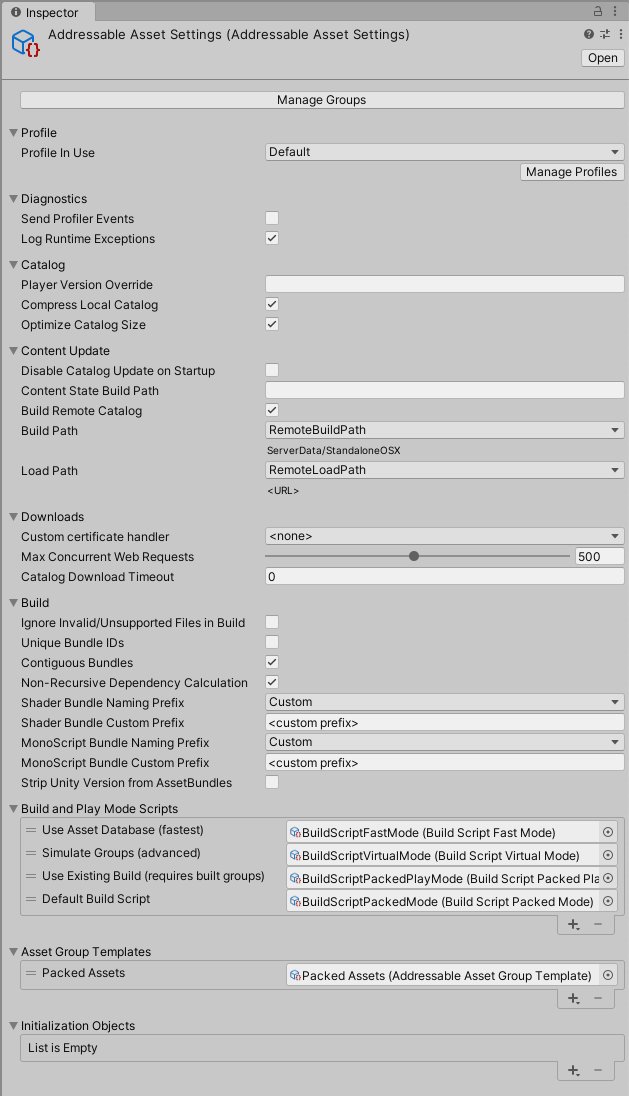 Inspector
Addressable Asset Settings (Addressable Asset Settings)
Open
Manage Groups
Profile
Profile In Use Default
Manage Profiles
Diagnostics
Send Profiler Events
Log Runtime Exceptions
Catalog
Player Version Override
Compress Local Catalog
Optimize Catalog Size
Content Update
Disable Catalog Update on Startup
Content State Build Path
Build Remote Catalog
Build Path RemoteBuildPath
ServerData/StandaloneOSX
Load Path RemoteLoadPath
<URL>
Downloads
Custom certificate handler <none>
Max Concurrent Web Requests 500
Catalog Download Timeout 0
Build
Ignore Invalid/Unsupported Files in Build
Unique Bundle IDs
Contiguous Bundles
Non-Recursive Dependency Calculation
Shader Bundle Naming Prefix Custom
Shader Bundle Custom Prefix <custom prefix>
MonoScript Bundle Naming Prefix Custom
MonoScript Bundle Custom Prefix <custom prefix>
Strip Unity Version from AssetBundles
Build and Play Mode Scripts
Use Asset Database (fastest) BuildScriptFastMode (Build Script Fast Mode)
Simulate Groups (advanced) BuildScriptVirtualMode (Build Script Virtual Mode)
Use Existing Build (requires built groups) BuildScriptPackedPlayMode (Build Script Packed Pla
Default Build Script BuildScriptPackedMode (Build Script Packed Mode)
Asset Group Templates
Packed Assets Packed Assets (Addressable Asset Group Template)
Initialization Objects
List is Empty